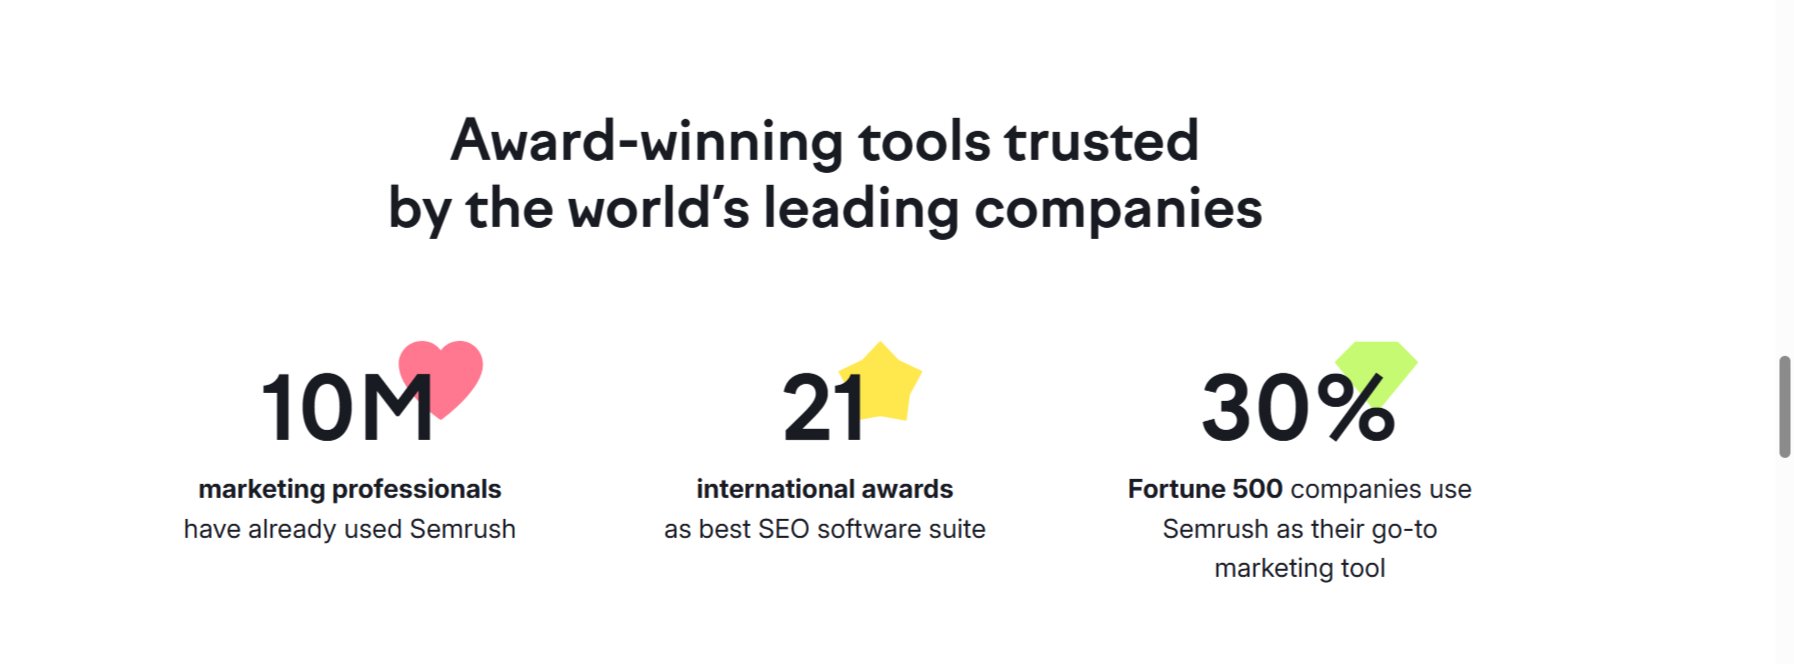 Award-winning tools trusted
by the world’s leading companies
10M
marketing professionals
have already used Semrush
21
international awards
as best SEO software suite
30%
Fortune 500 companies use
Semrush as their go-to
marketing tool